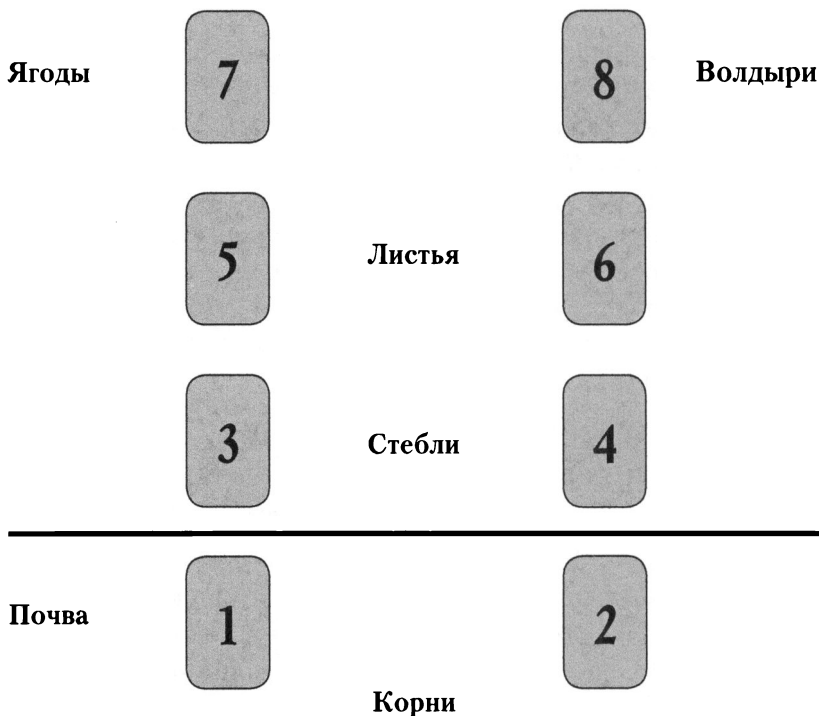 Ягоды 7 8 Волдыри
5 Листья 6
3 Стебли 4
Почва 1 2
Корни